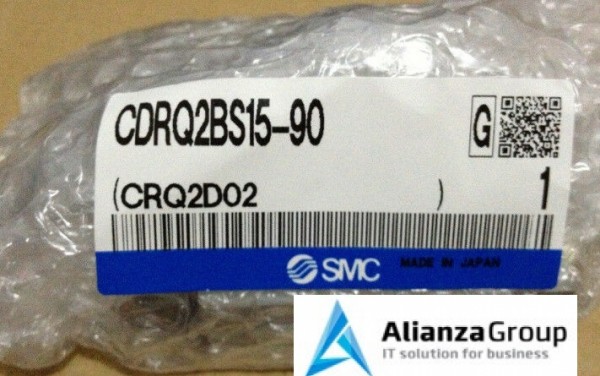 CDRQ2BS15-90
G
(CRQ2D02 )
1
SMC
MADE IN JAPAN
AlianzaGroup
IT solution for business